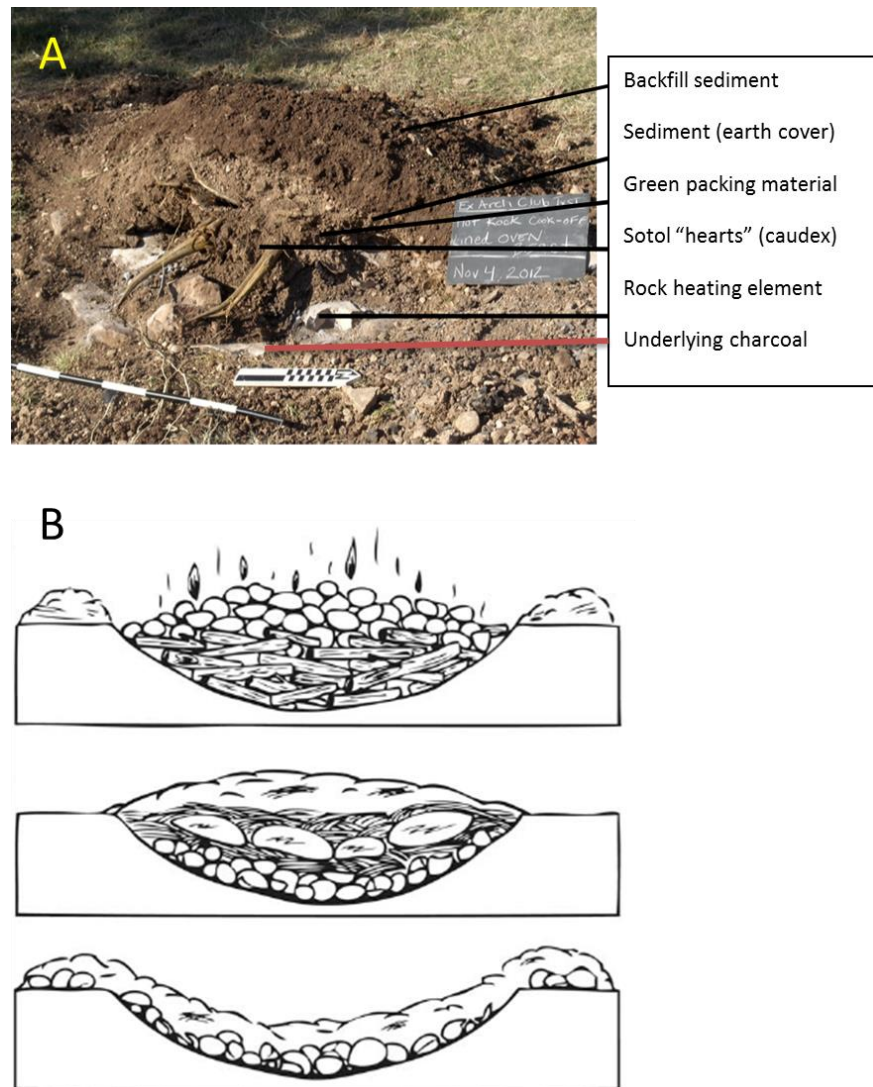 A
Backfill sediment
Sediment (earth cover)
Green packing material
Sotol “hearts” (caudex)
Rock heating element
Underlying charcoal
Ex Arch Club Test
Hot Rock Cook-off
Lined OVEN
Nov 4, 2012
B